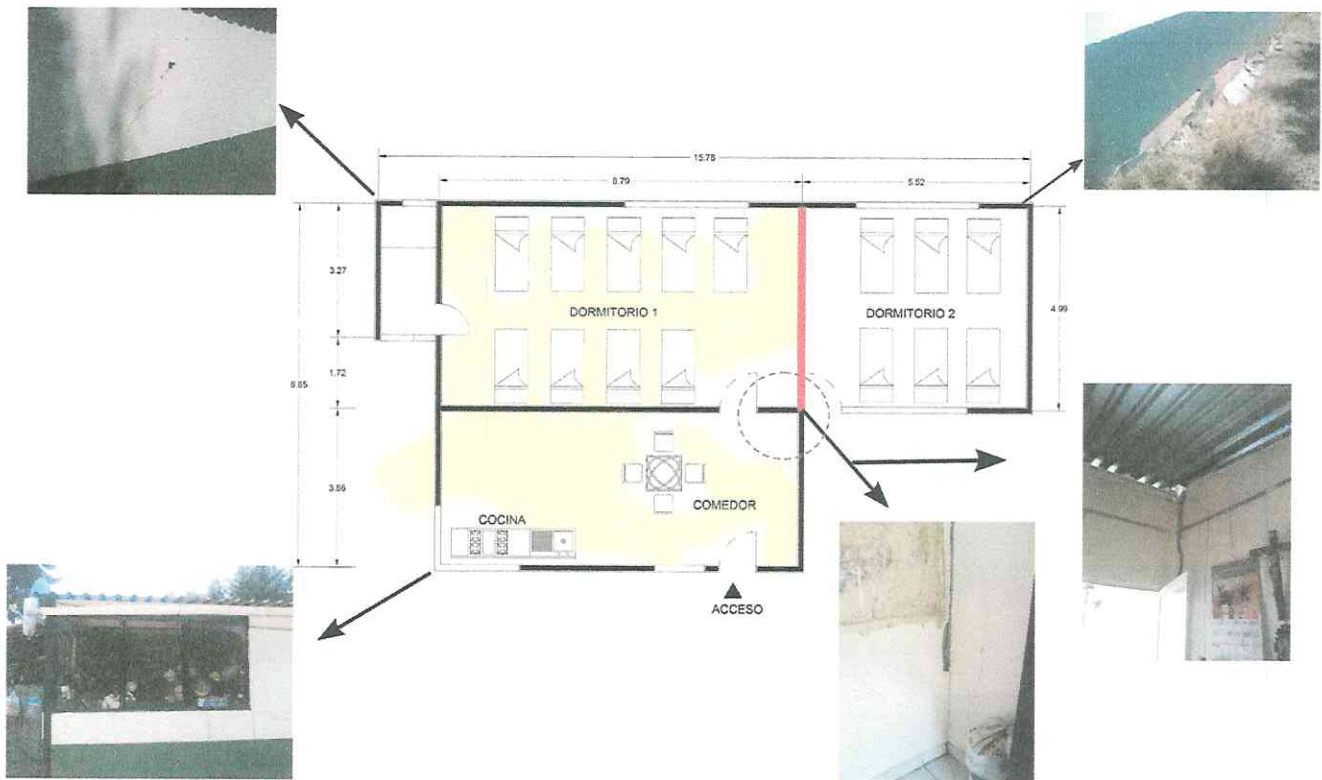 15.78
8.79
5.52
3.27
DORMITORIO 1
DORMITORIO 2
4.99
8.85
1.72
3.86
COMEDOR
COCINA
ACCESO